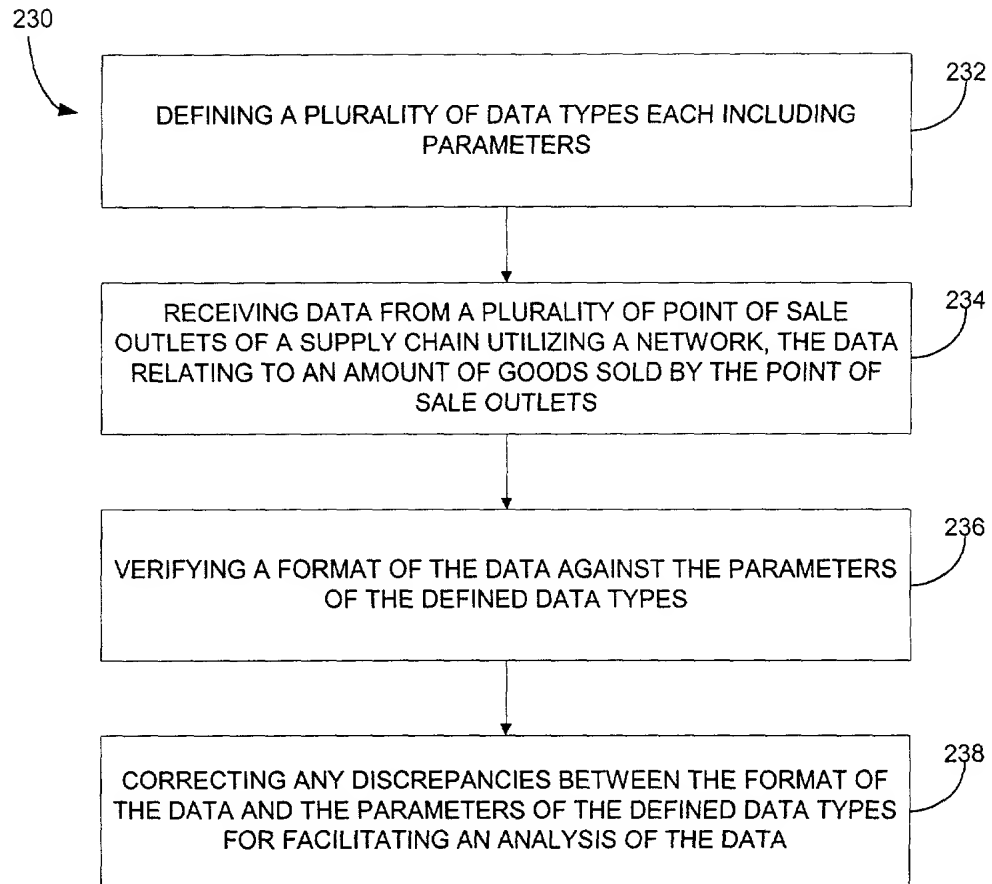 230
232
DEFINING A PLURALITY OF DATA TYPES EACH INCLUDING
PARAMETERS
234
RECEIVING DATA FROM A PLURALITY OF POINT OF SALE
OUTLETS OF A SUPPLY CHAIN UTILIZING A NETWORK, THE DATA
RELATING TO AN AMOUNT OF GOODS SOLD BY THE POINT OF
SALE OUTLETS
236
VERIFYING A FORMAT OF THE DATA AGAINST THE PARAMETERS
OF THE DEFINED DATA TYPES
238
CORRECTING ANY DISCREPANCIES BETWEEN THE FORMAT OF
THE DATA AND THE PARAMETERS OF THE DEFINED DATA TYPES
FOR FACILITATING AN ANALYSIS OF THE DATA